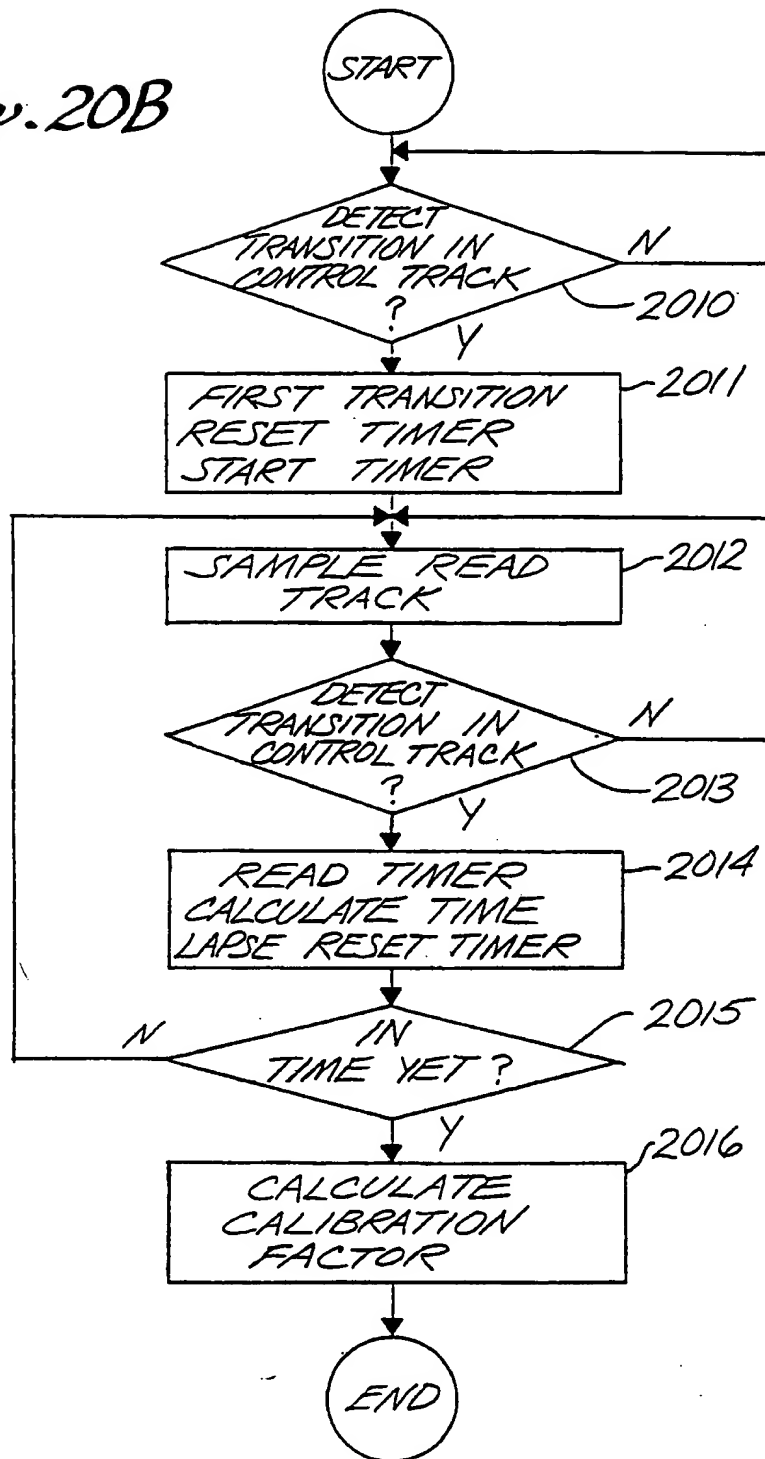 20B
START
DETECT
TRANSITION IN
CONTROL TRACK
?
N
2010
Y
FIRST TRANSITION
RESET TIMER
START TIMER
2011
SAMPLE READ
TRACK
2012
DETECT
TRANSITION IN
CONTROL TRACK
?
N
2013
Y
READ TIMER
CALCULATE TIME
LAPSE RESET TIMER
2014
N
IN
TIME YET ?
2015
Y
CALCULATE
CALIBRATION
FACTOR
2016
END